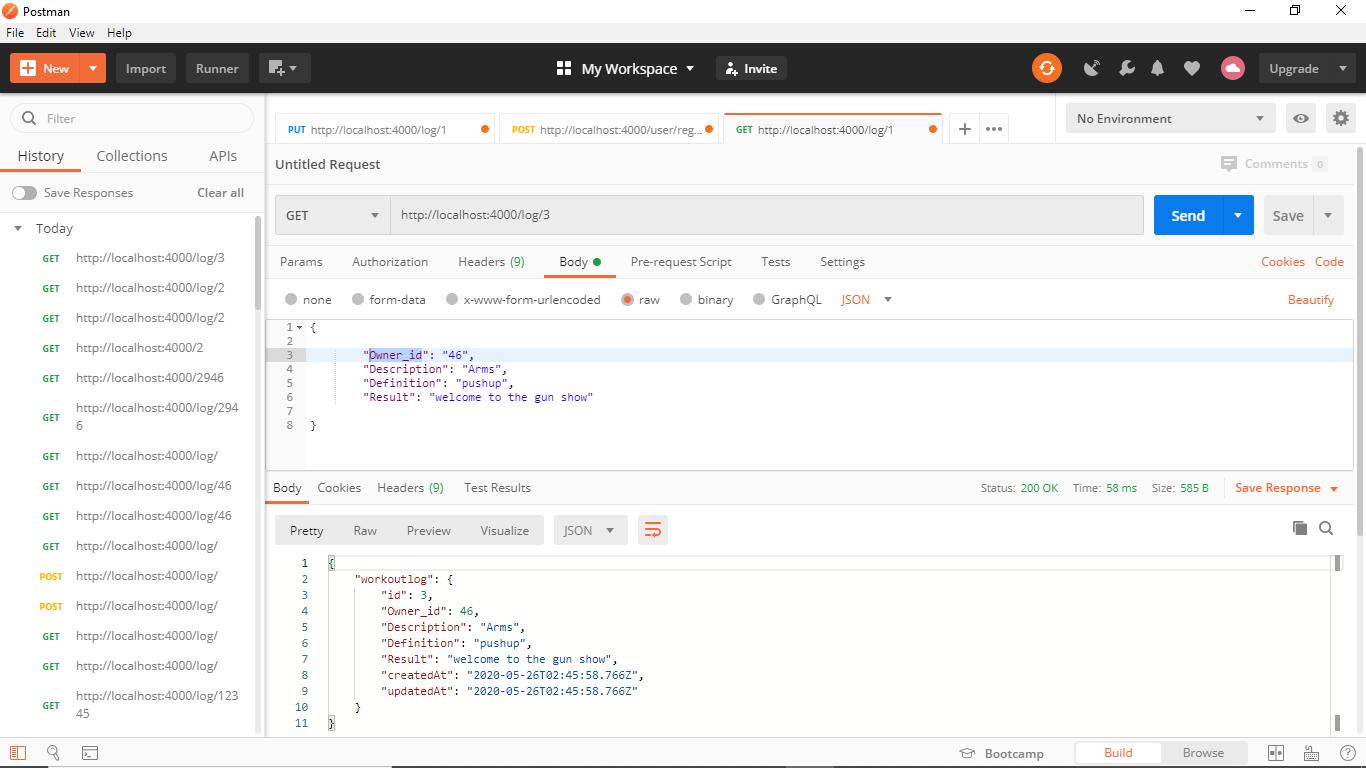 Postman
File Edit View Help
New Import Runner My Workspace Invite Upgrade
Filter
History Collections APIs
Save Responses Clear all
Today
GET http://localhost:4000/log/3
GET http://localhost:4000/log/2
GET http://localhost:4000/log/2
GET http://localhost:4000/2
GET http://localhost:4000/2946
GET http://localhost:4000/log/294
6
GET http://localhost:4000/log/
GET http://localhost:4000/log/46
GET http://localhost:4000/log/46
GET http://localhost:4000/log/
POST http://localhost:4000/log/
POST http://localhost:4000/log/
GET http://localhost:4000/log/
GET http://localhost:4000/log/
GET http://localhost:4000/log/123
45
PUT http://localhost:4000/log/1 POST http://localhost:4000/user/reg... GET http://localhost:4000/log/1 + ••• No Environment
Untitled Request Comments 0
GET http://localhost:4000/log/3 Send Save
Params Authorization Headers (9) Body Pre-request Script Tests Settings Cookies Code
none form-data x-www-form-urlencoded raw binary GraphQL JSON Beautify
1 {
2
3 "Owner_id": "46",
4 "Description": "Arms",
5 "Definition": "pushup",
6 "Result": "welcome to the gun show"
7
8 }
Body Cookies Headers (9) Test Results Status: 200 OK Time: 58 ms Size: 585 B Save Response
Pretty Raw Preview Visualize JSON
1 {
2 "workoutlog": {
3 "id": 3,
4 "Owner_id": 46,
5 "Description": "Arms",
6 "Definition": "pushup",
7 "Result": "welcome to the gun show",
8 "createdAt": "2020-05-26T02:45:58.766Z",
9 "updatedAt": "2020-05-26T02:45:58.766Z"
10 }
11 }
Bootcamp Build Browse ?